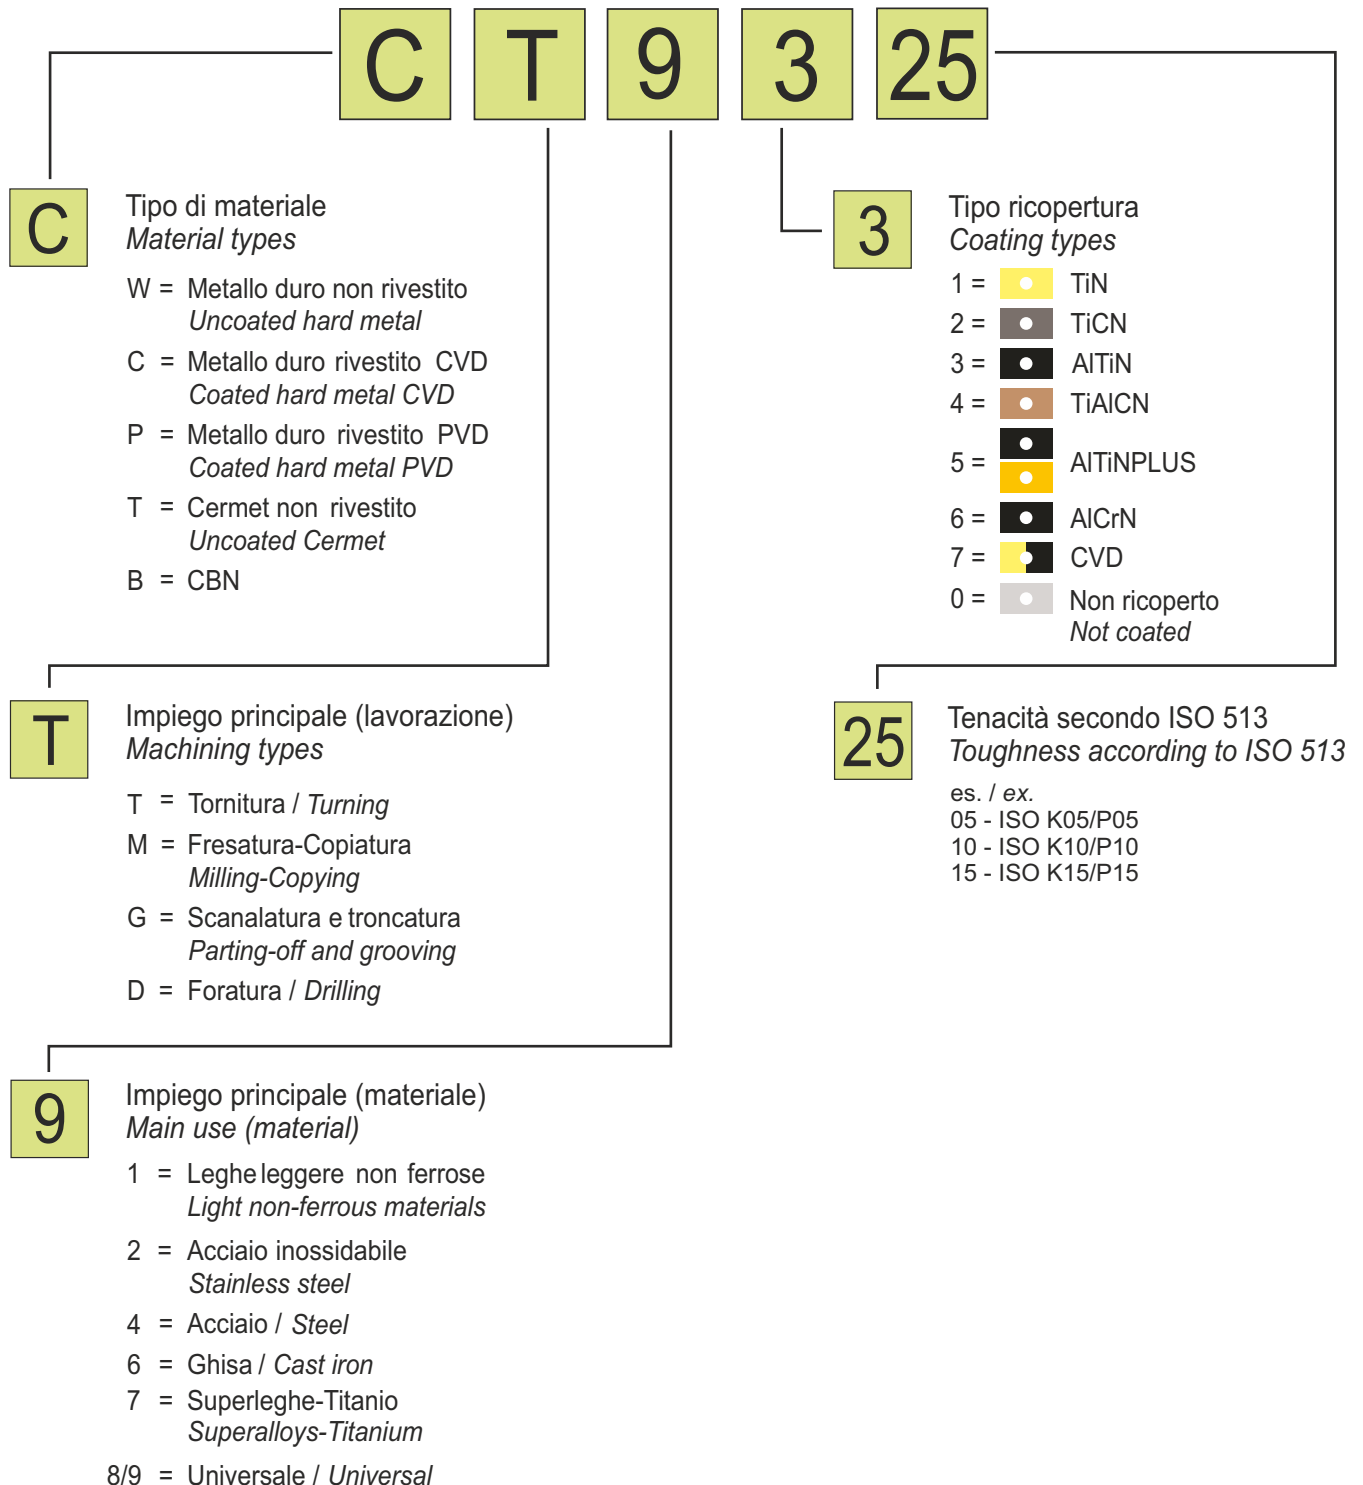 C T 9 3 25
C
Tipo di materiale
Material types
W = Metallo duro non rivestito
Uncoated hard metal
C = Metallo duro rivestito CVD
Coated hard metal CVD
P = Metallo duro rivestito PVD
Coated hard metal PVD
T = Cermet non rivestito
Uncoated Cermet
B = CBN
3
Tipo ricopertura
Coating types
1 = TiN
2 = TiCN
3 = AlTiN
4 = TiAlCN
5 = AlTiNPLUS
6 = AlCrN
7 = CVD
0 = Non ricoperto
Not coated
T
Impiego principale (lavorazione)
Machining types
T = Tornitura / Turning
M = Fresatura-Copiatura
Milling-Copying
G = Scanalatura e troncatura
Parting-off and grooving
D = Foratura / Drilling
25
Tenacità secondo ISO 513
Toughness according to ISO 513
es. / ex.
05 - ISO K05/P05
10 - ISO K10/P10
15 - ISO K15/P15
9
Impiego principale (materiale)
Main use (material)
1 = Leghe leggere non ferrose
Light non-ferrous materials
2 = Acciaio inossidabile
Stainless steel
4 = Acciaio / Steel
6 = Ghisa / Cast iron
7 = Superleghe-Titanio
Superalloys-Titanium
8/9 = Universale / Universal